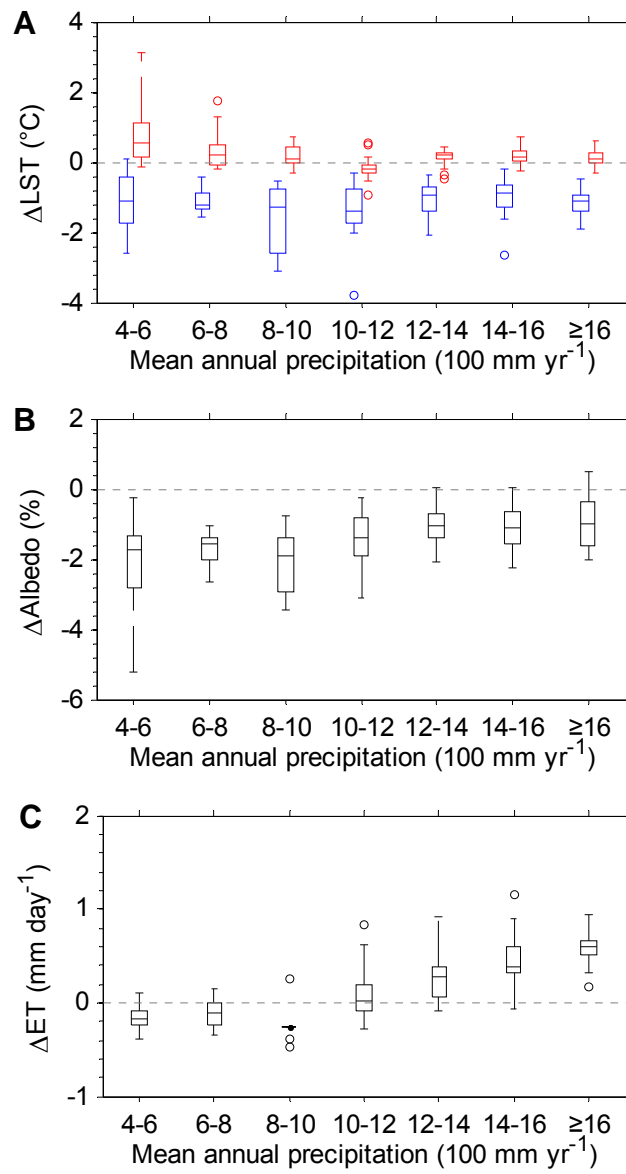 A
4
2
0
-2
-4
ΔLST (°C)
4-6 6-8 8-10 10-12 12-14 14-16 ≥16
Mean annual precipitation (100 mm yr⁻¹)
B
2
0
-2
-4
-6
ΔAlbedo (%)
4-6 6-8 8-10 10-12 12-14 14-16 ≥16
Mean annual precipitation (100 mm yr⁻¹)
C
2
1
0
-1
ΔET (mm day⁻¹)
4-6 6-8 8-10 10-12 12-14 14-16 ≥16
Mean annual precipitation (100 mm yr⁻¹)